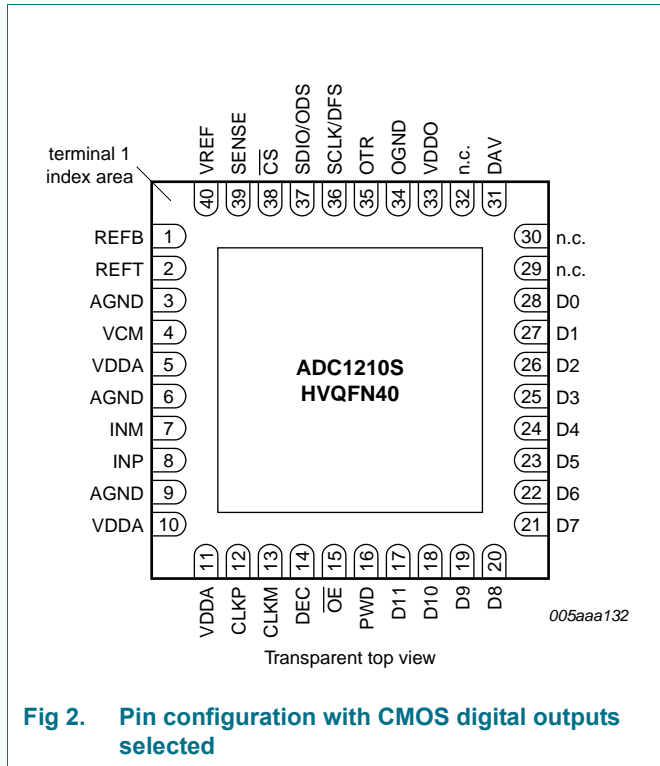 terminal 1
index area
VREF
SENSE
CS
SDIO/ODS
SCLK/DFS
OTR
OGND
VDDO
n.c.
DAV
40
39
38
37
36
35
34
33
32
31
REFB 1
REFT 2
AGND 3
VCM 4
VDDA 5
AGND 6
INM 7
INP 8
AGND 9
VDDA 10
ADC1210S
HVQFN40
30 n.c.
29 n.c.
28 D0
27 D1
26 D2
25 D3
24 D4
23 D5
22 D6
21 D7
11
12
13
14
15
16
17
18
19
20
VDDA
CLKP
CLKM
DEC
OE
PWD
D11
D10
D9
D8
005aaa132
Transparent top view
Fig 2. Pin configuration with CMOS digital outputs
selected